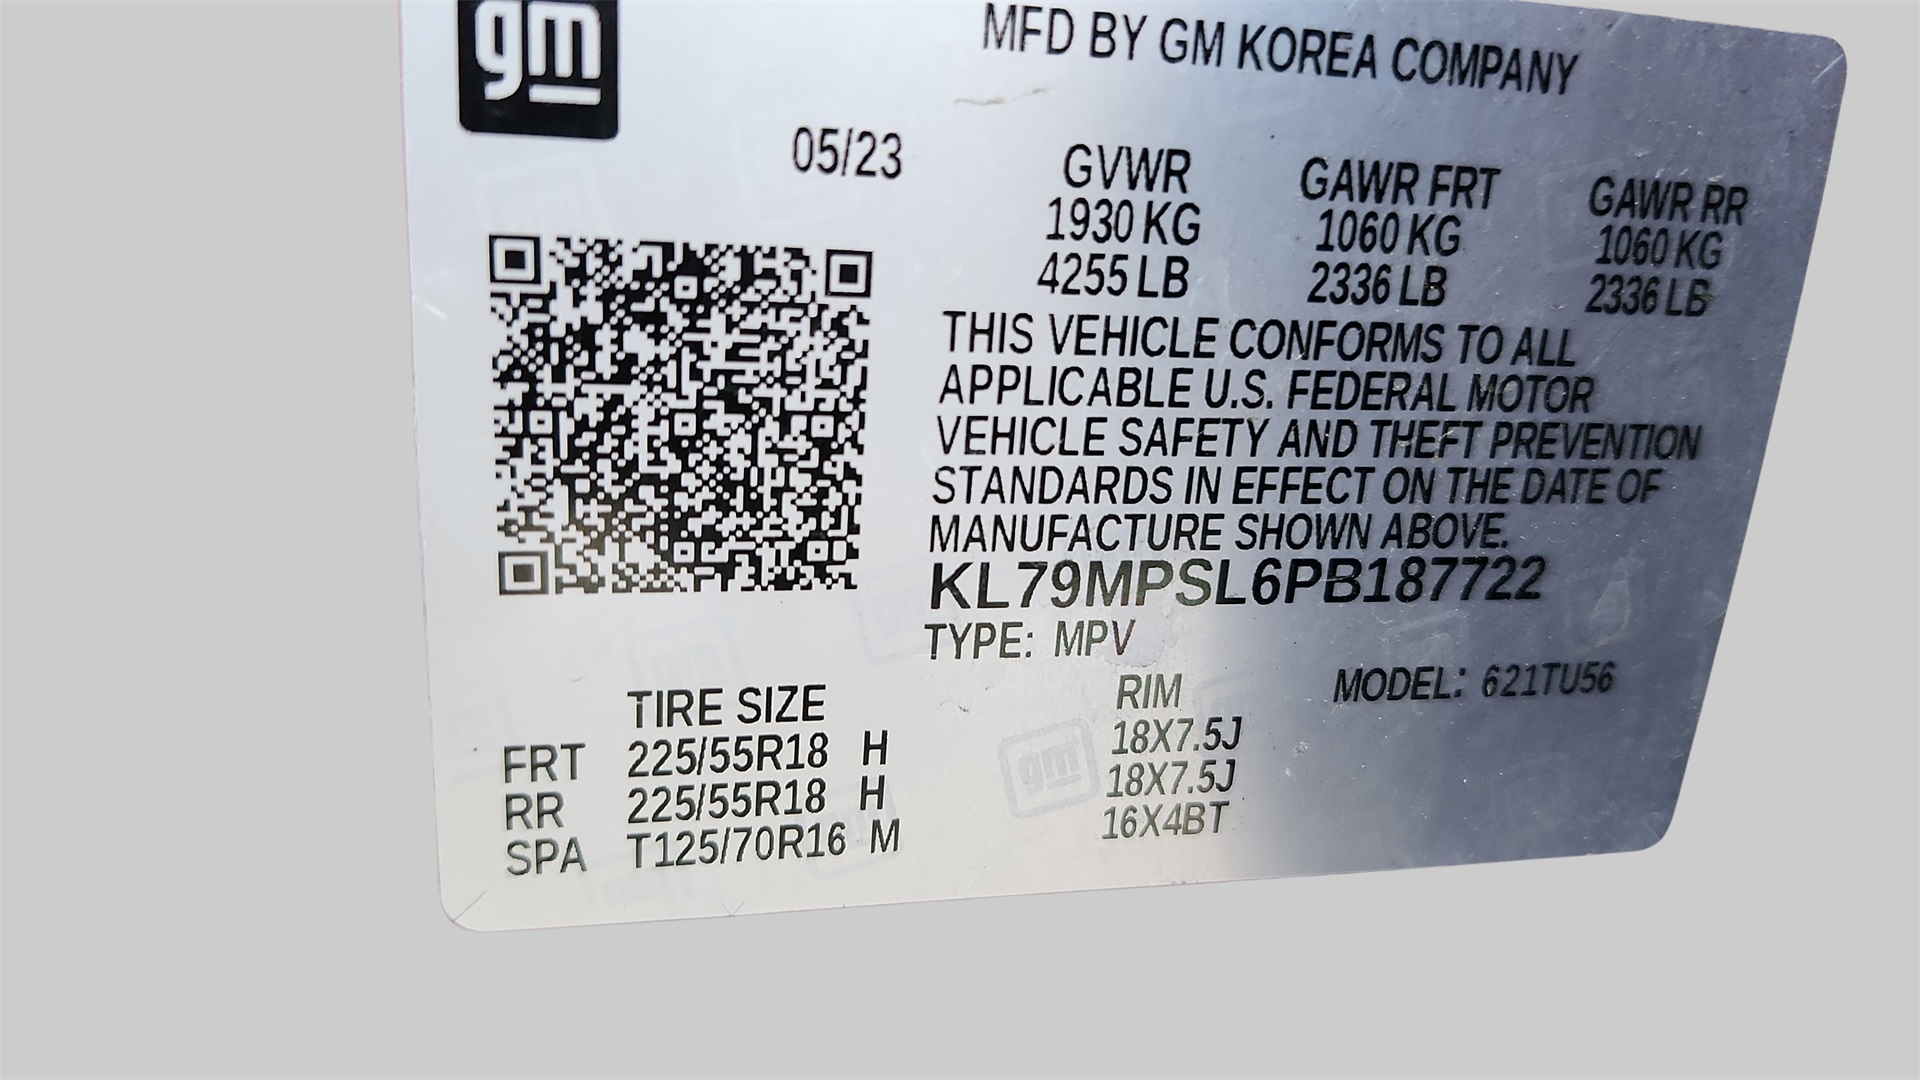 gm
MFD BY GM KOREA COMPANY
05/23
GVWR GAWR FRT GAWR RR
1930 KG 1060 KG 1060 KG
4255 LB 2336 LB 2336 LB
THIS VEHICLE CONFORMS TO ALL
APPLICABLE U.S. FEDERAL MOTOR
VEHICLE SAFETY AND THEFT PREVENTION
STANDARDS IN EFFECT ON THE DATE OF
MANUFACTURE SHOWN ABOVE.
KL79MPSL6PB187722
TYPE: MPV
MODEL: 621TU56
TIRE SIZE RIM
FRT 225/55R18 H 18X7.5J
RR 225/55R18 H 18X7.5J
SPA T125/70R16 M 16X4BT
gm